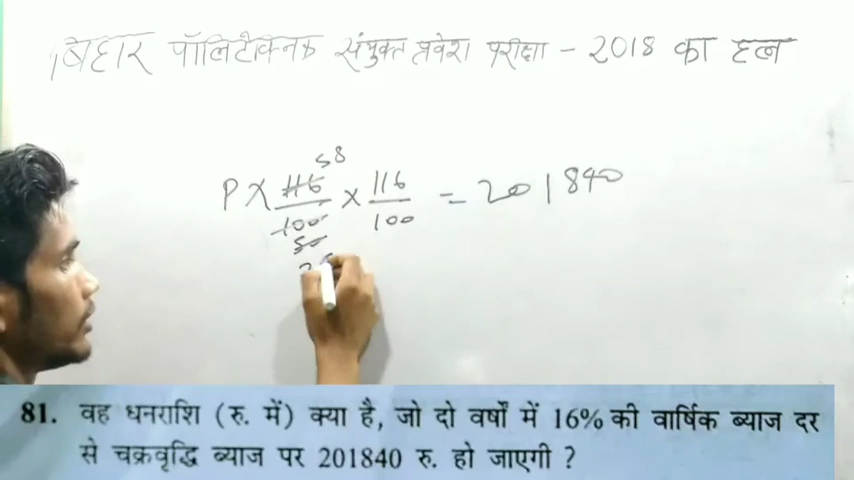 बिहार पॉलिटेक्निक संयुक्त प्रवेश परीक्षा - 2018 का हल
58
P X 116/100 X 116/100 = 201840
50
81. वह धनराशि (रु. में) क्या है, जो दो वर्षों में 16% की वार्षिक ब्याज दर
से चक्रवृद्धि ब्याज पर 201840 रु. हो जाएगी ?